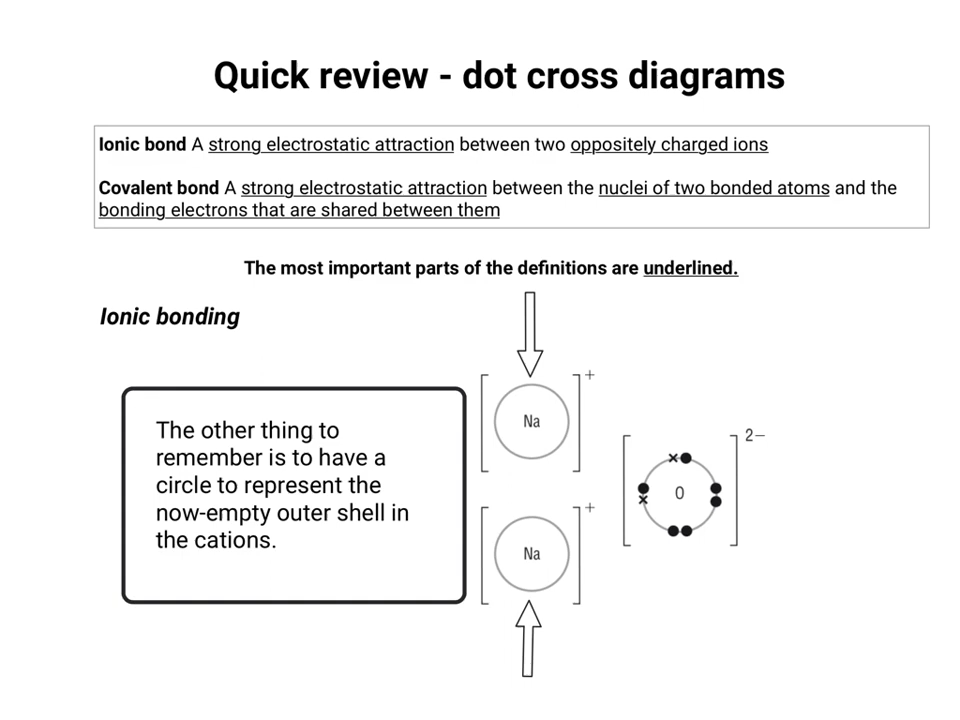 Quick review - dot cross diagrams
Ionic bond A strong electrostatic attraction between two oppositely charged ions
Covalent bond A strong electrostatic attraction between the nuclei of two bonded atoms and the
bonding electrons that are shared between them
The most important parts of the definitions are underlined.
Ionic bonding
The other thing to
remember is to have a
circle to represent the
now-empty outer shell in
the cations.
Na
+
O
2−
Na
+